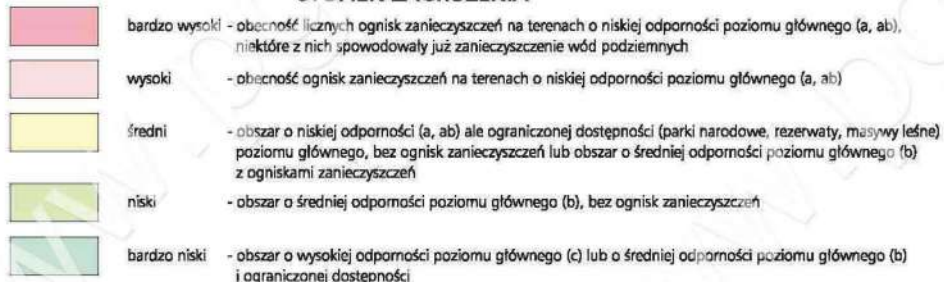 bardzo wysoki - obecność licznych ognisk zanieczyszczeń na terenach o niskiej odporności poziomu głównego (a, ab),
niektóre z nich spowodowały już zanieczyszczenie wód podziemnych
wysoki - obecność ognisk zanieczyszczeń na terenach o niskiej odporności poziomu głównego (a, ab)
średni - obszar o niskiej odporności (a, ab) ale ograniczonej dostępności (parki narodowe, rezerwaty, masywy leśne)
poziomu głównego, bez ognisk zanieczyszczeń lub obszar o średniej odporności poziomu głównego (b)
z ogniskami zanieczyszczeń
niski - obszar o średniej odporności poziomu głównego (b), bez ognisk zanieczyszczeń
bardzo niski - obszar o wysokiej odporności poziomu głównego (c) lub o średniej odporności poziomu głównego (b)
i ograniczonej dostępności